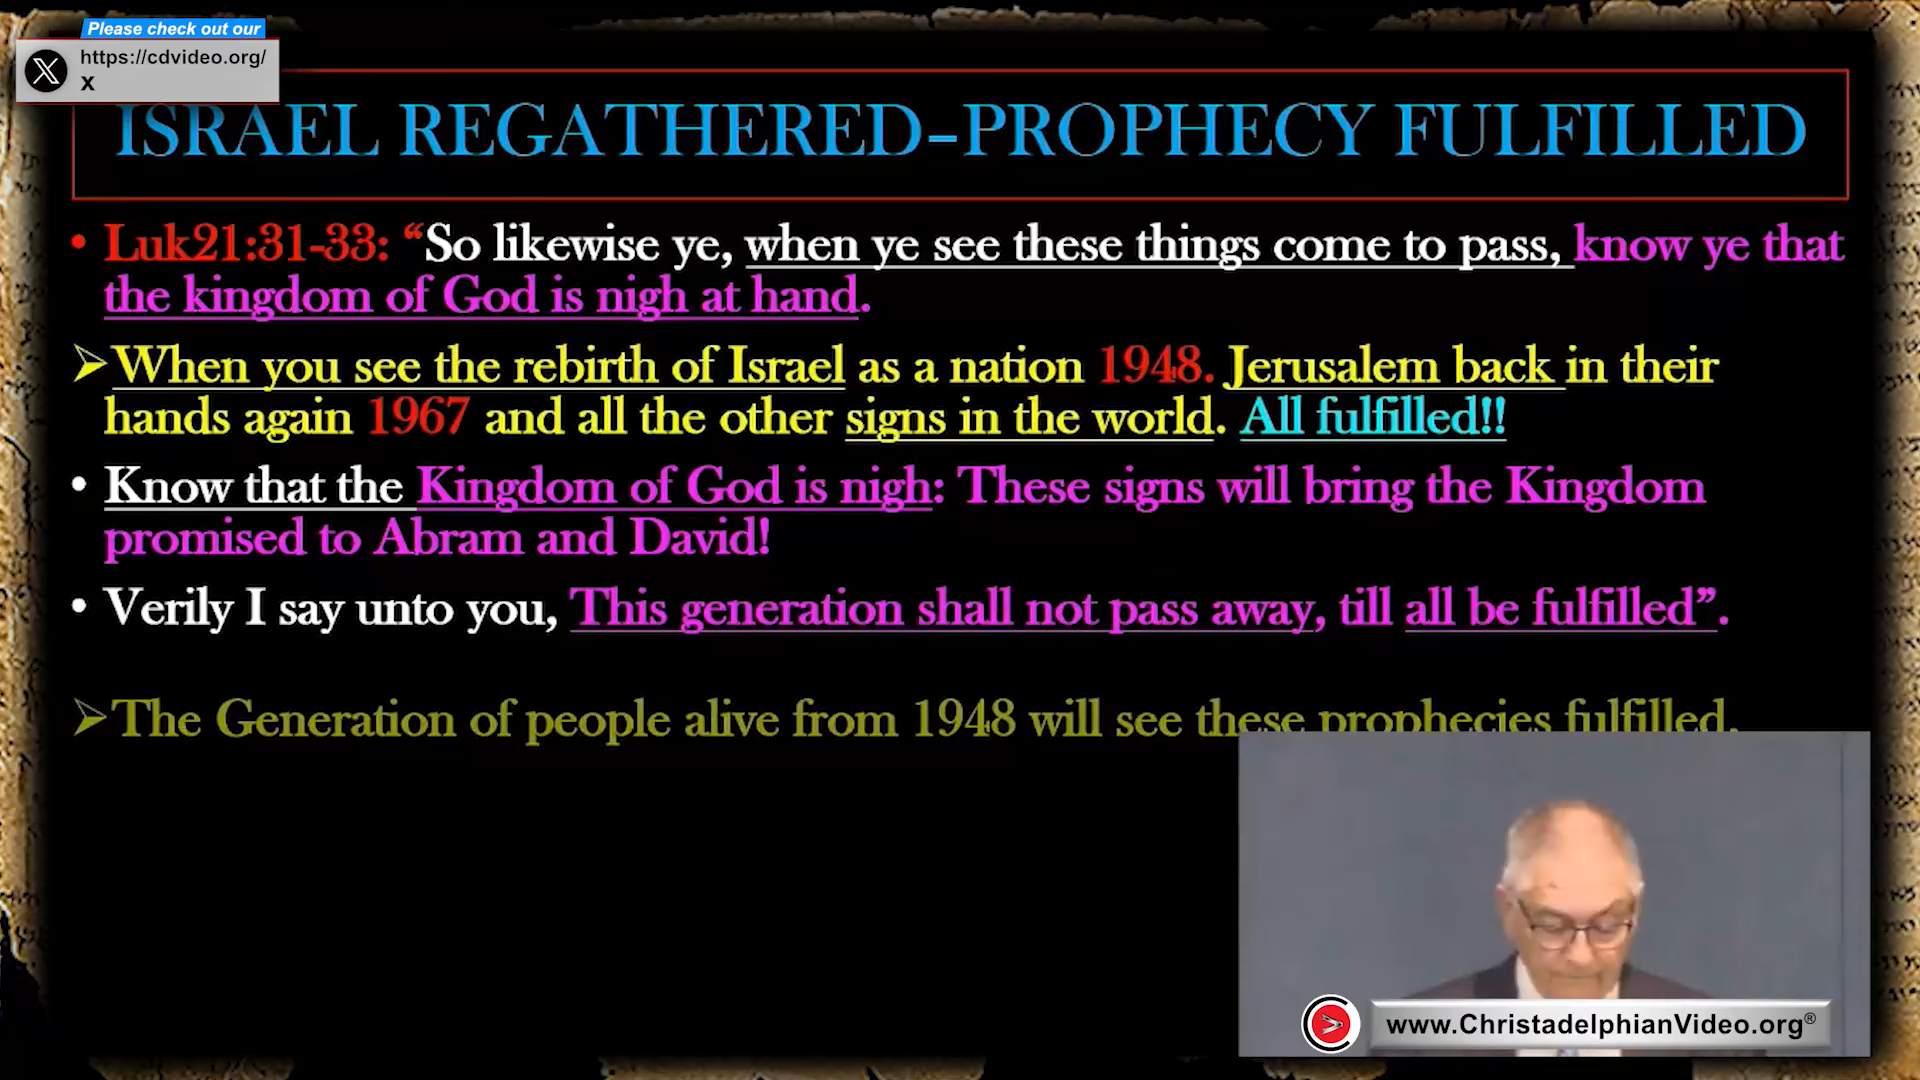 Please check out our
https://cdvideo.org/
x
ISRAEL REGATHERED–PROPHECY FULFILLED
• Luk21:31-33: “So likewise ye, when ye see these things come to pass, know ye that
the kingdom of God is nigh at hand.
➢When you see the rebirth of Israel as a nation 1948. Jerusalem back in their
hands again 1967 and all the other signs in the world. All fulfilled!!
• Know that the Kingdom of God is nigh: These signs will bring the Kingdom
promised to Abram and David!
• Verily I say unto you, This generation shall not pass away, till all be fulfilled”.
➢The Generation of people alive from 1948 will see these prophecies fulfilled.
www.ChristadelphianVideo.org®